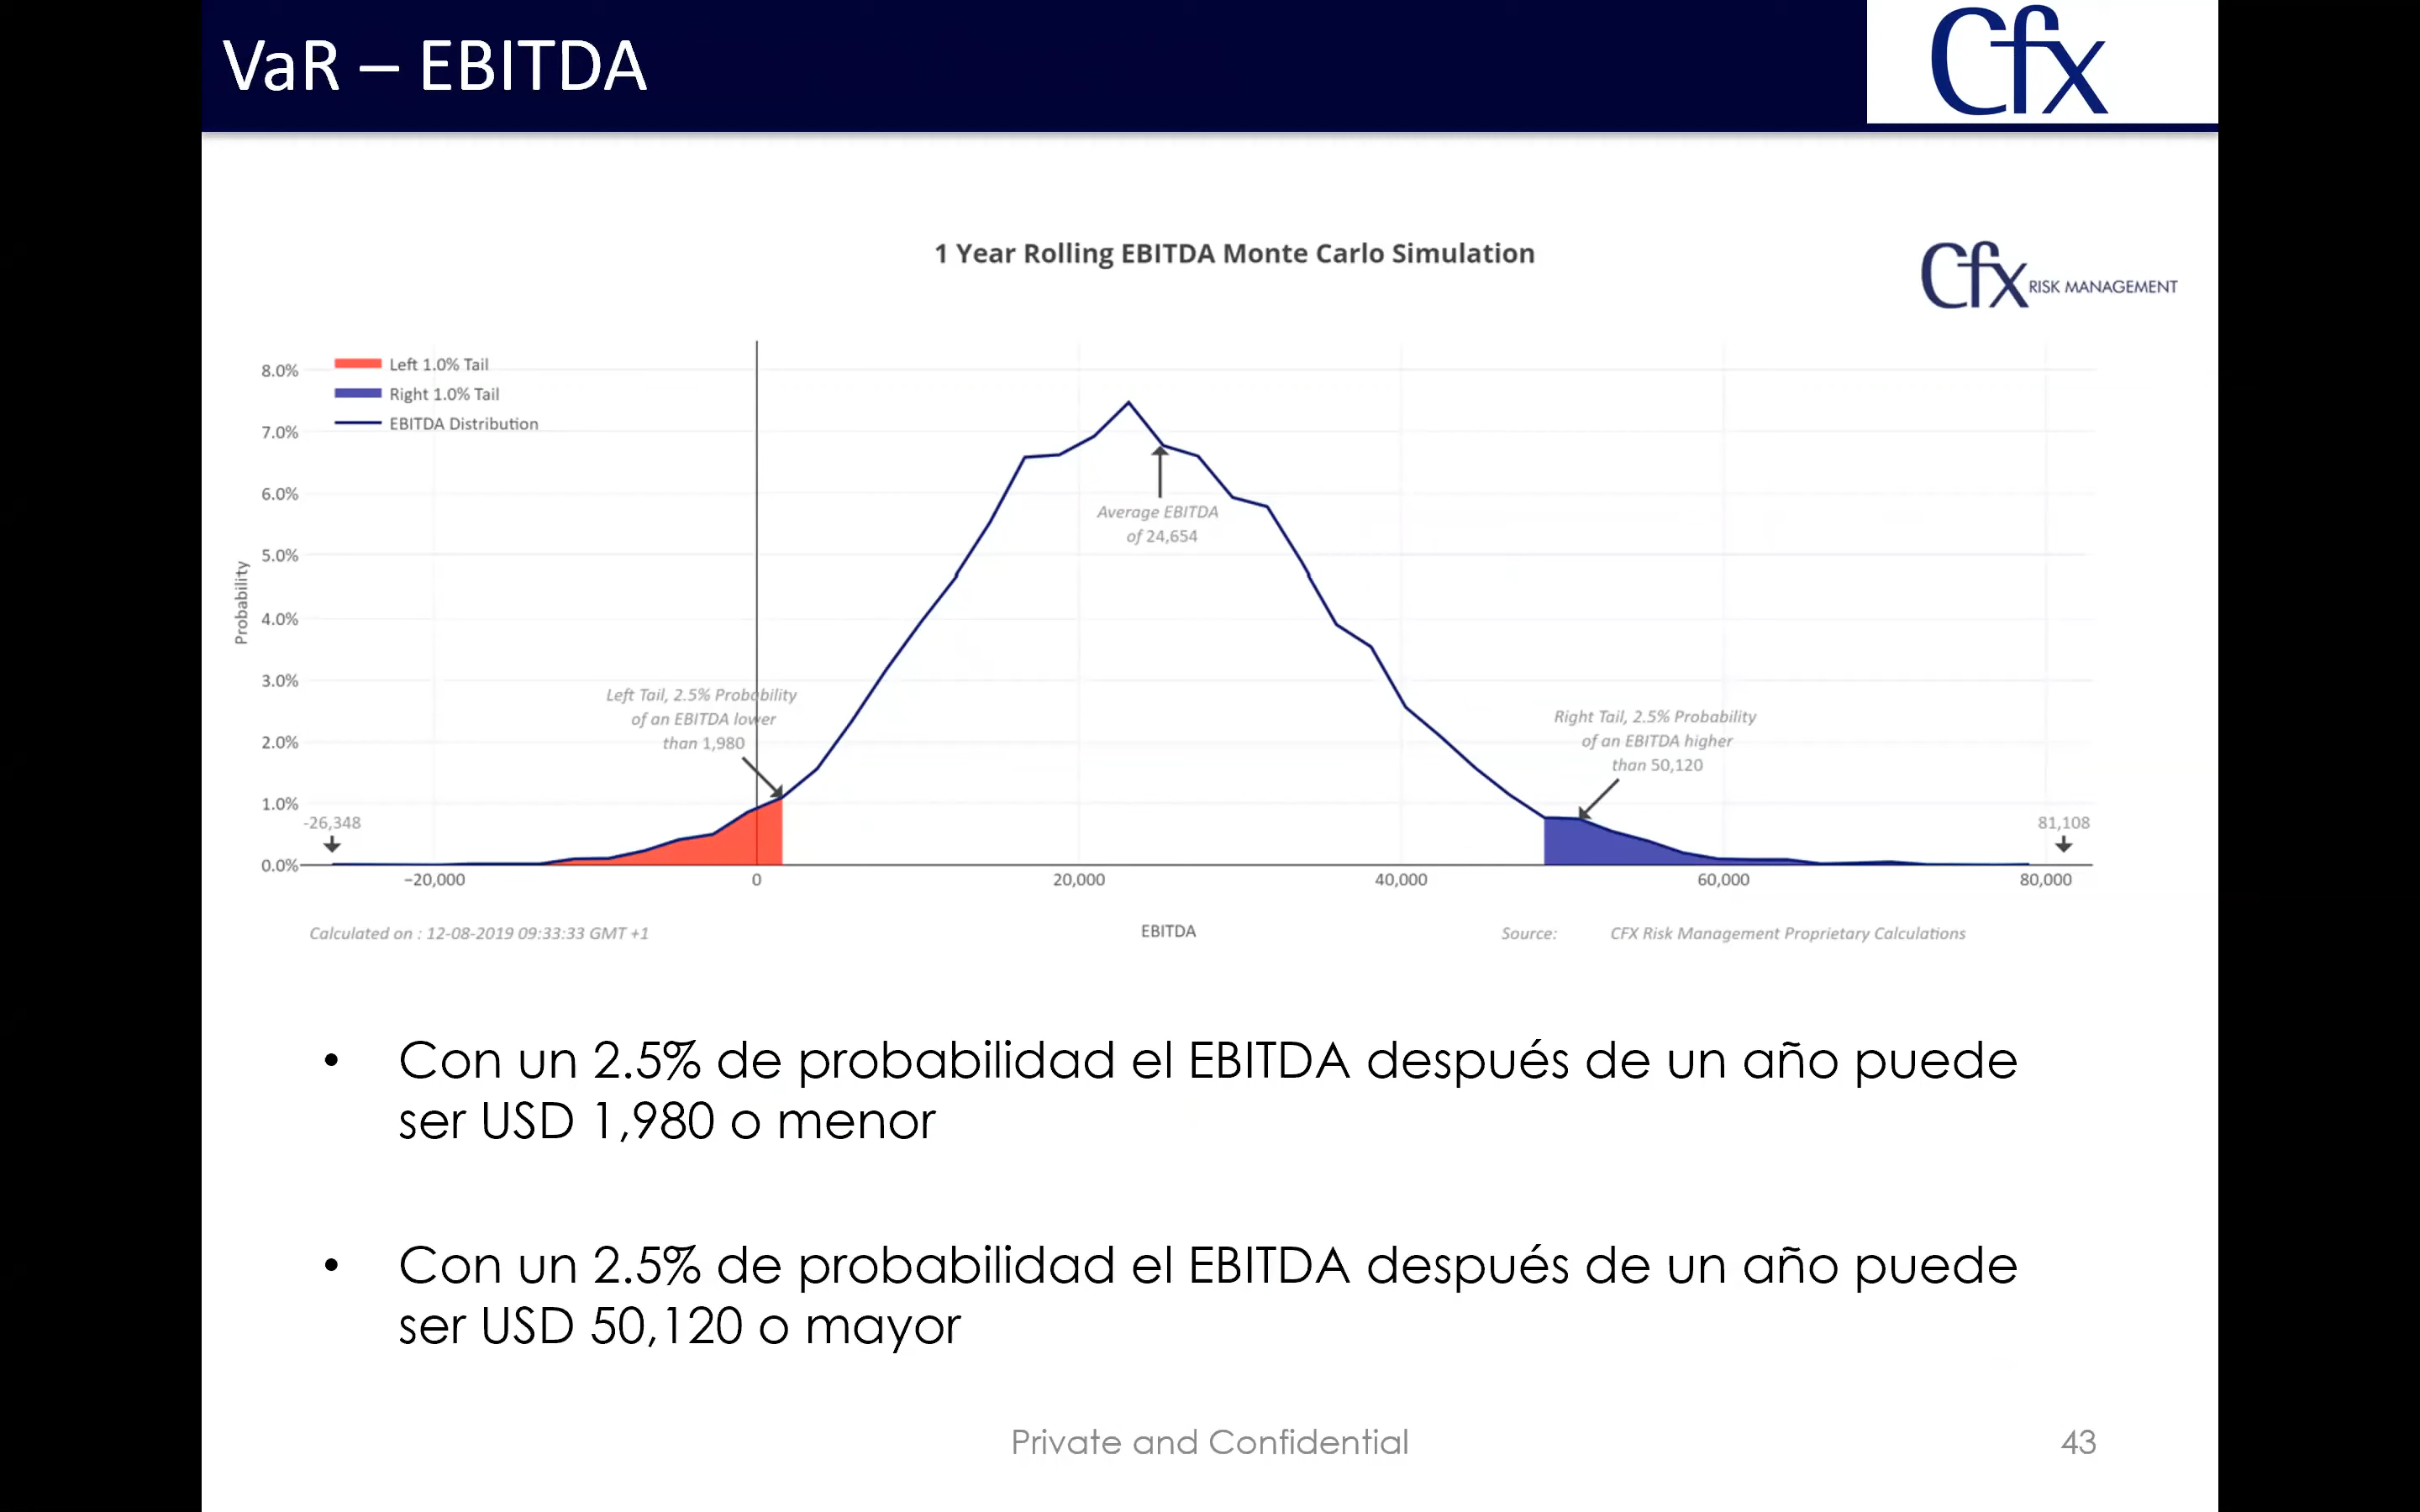 VaR – EBITDA
Cfx
1 Year Rolling EBITDA Monte Carlo Simulation
Cfx RISK MANAGEMENT
Left 1.0% Tail
Right 1.0% Tail
EBITDA Distribution
8.0%
7.0%
6.0%
5.0%
4.0%
3.0%
2.0%
1.0%
0.0%
Probability
Average EBITDA
of 24,654
Left Tail, 2.5% Probability
of an EBITDA lower
than 1,980
Right Tail, 2.5% Probability
of an EBITDA higher
than 50,120
-26,348
81,108
−20,000
0
20,000
40,000
60,000
80,000
Calculated on : 12-08-2019 09:33:33 GMT +1
EBITDA
Source: CFX Risk Management Proprietary Calculations
• Con un 2.5% de probabilidad el EBITDA después de un año puede
ser USD 1,980 o menor
• Con un 2.5% de probabilidad el EBITDA después de un año puede
ser USD 50,120 o mayor
Private and Confidential
43